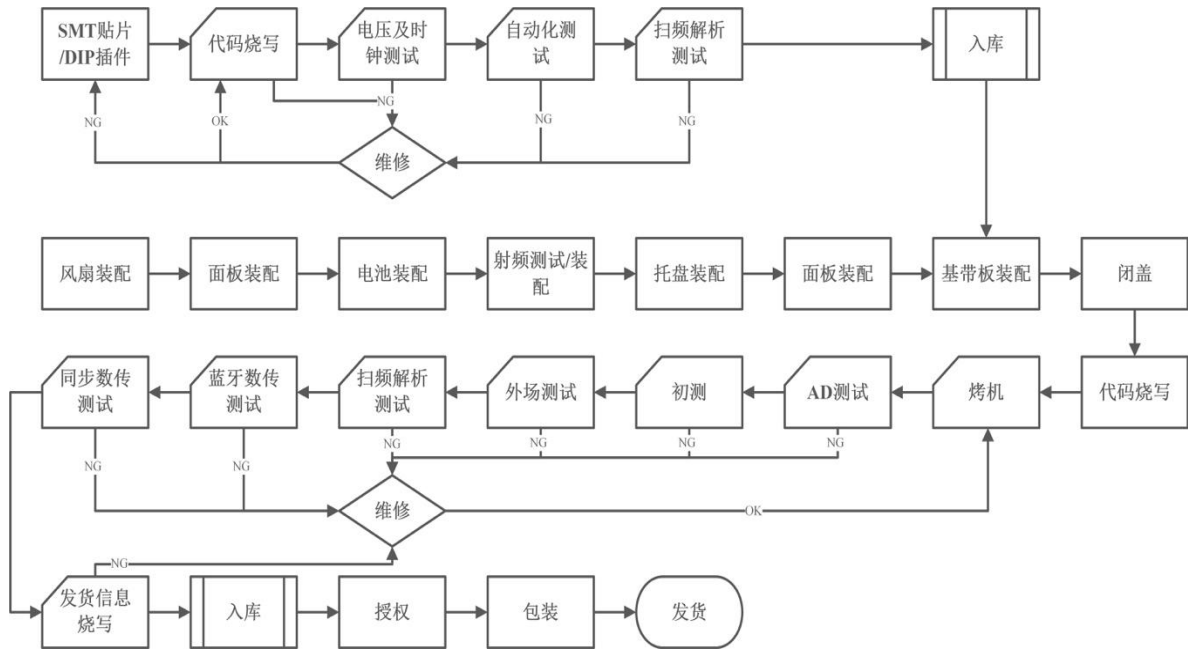 SMT贴片
/DIP插件
代码烧写
电压及时
钟测试
自动化测
试
扫频解析
测试
入库
NG
OK
NG
NG
NG
维修
风扇装配
面板装配
电池装配
射频测试/装
配
托盘装配
面板装配
基带板装配
闭盖
同步数传
测试
蓝牙数传
测试
扫频解析
测试
外场测试
初测
AD测试
烤机
代码烧写
NG
NG
NG
NG
NG
NG
维修
OK
NG
发货信息
烧写
入库
授权
包装
发货